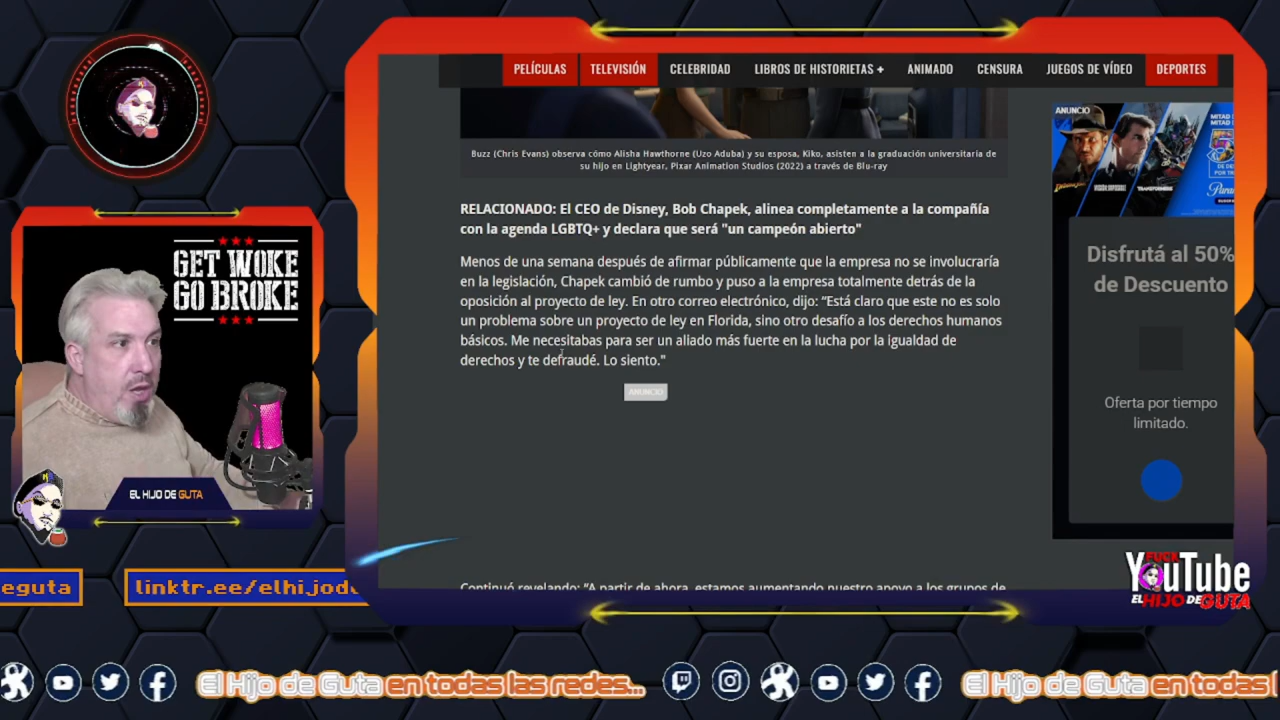 PELÍCULAS TELEVISIÓN CELEBRIDAD LIBROS DE HISTORIETAS + ANIMADO CENSURA JUEGOS DE VÍDEO DEPORTES
Buzz (Chris Evans) observa cómo Alisha Hawthorne (Uzo Aduba) y su esposa, Kiko, asisten a la graduación universitaria de
su hijo en Lightyear, Pixar Animation Studios (2022) a través de Blu-ray
RELACIONADO: El CEO de Disney, Bob Chapek, alinea completamente a la compañía
con la agenda LGBTQ+ y declara que será "un campeón abierto"
Menos de una semana después de afirmar públicamente que la empresa no se involucraría
en la legislación, Chapek cambió de rumbo y puso a la empresa totalmente detrás de la
oposición al proyecto de ley. En otro correo electrónico, dijo: “Está claro que este no es solo
un problema sobre un proyecto de ley en Florida, sino otro desafío a los derechos humanos
básicos. Me necesitabas para ser un aliado más fuerte en la lucha por la igualdad de
derechos y te defraudé. Lo siento."
ANUNCIO
Continuó revelando: “A partir de ahora, estamos aumentando nuestro apoyo a los grupos de
ANUNCIO
TRANSFORMERS
Disfrutá al 50%
de Descuento
Oferta por tiempo
limitado.
GET WOKE
GO BROKE
EL HIJO DE GUTA
eguta
linktr.ee/elhijod
FUCK
YouTube
EL HIJO DE GUTA
El Hijo de Guta en todas las redes...
El Hijo de Guta en todas l